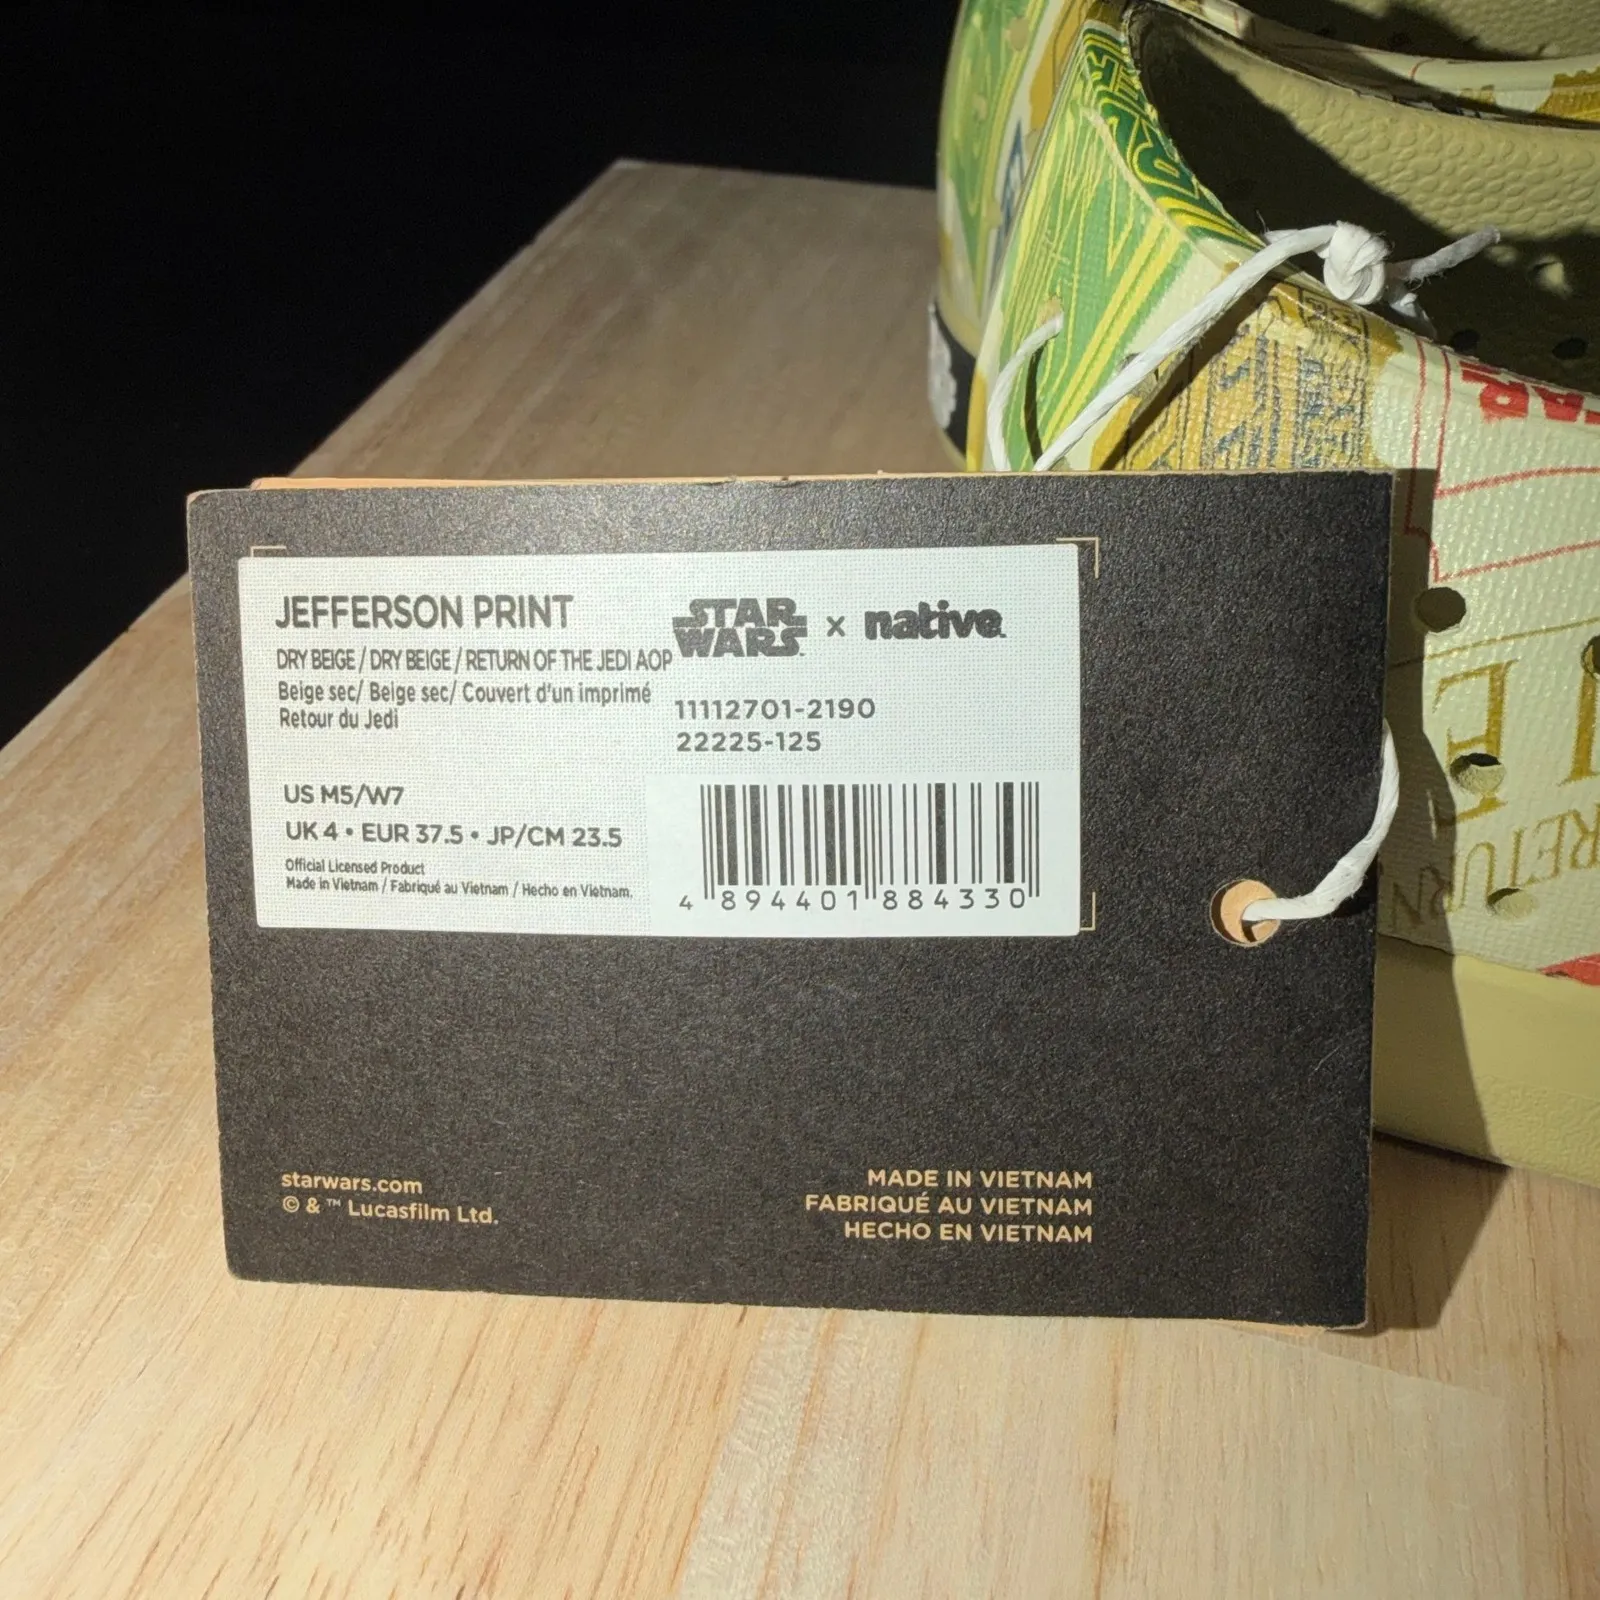 JEFFERSON PRINT
DRY BEIGE / DRY BEIGE / RETURN OF THE JEDI AOP
Beige sec/ Beige sec/ Couvert d'un imprimé
Retour du Jedi
STAR WARS™ x native.
11112701-2190
22225-125
US M5/W7
UK 4 • EUR 37.5 • JP/CM 23.5
Official Licensed Product
Made in Vietnam / Fabriqué au Vietnam / Hecho en Vietnam.
4 894401 884330
starwars.com
© & ™ Lucasfilm Ltd.
MADE IN VIETNAM
FABRIQUÉ AU VIETNAM
HECHO EN VIETNAM
RETURN